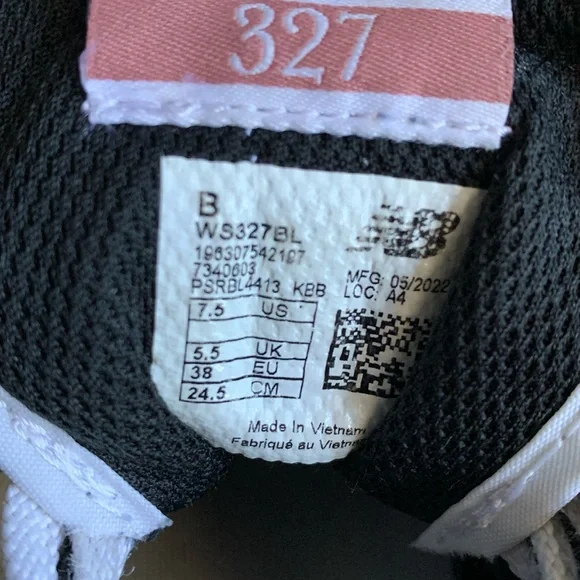 327
B
WS327BL
196307542107
7340603
PSRBL4413 KBB
MFG: 05/2022
LOC: A4
7.5 US
5.5 UK
38 EU
24.5 CM
Made In Vietnam
Fabriqué au Vietnam